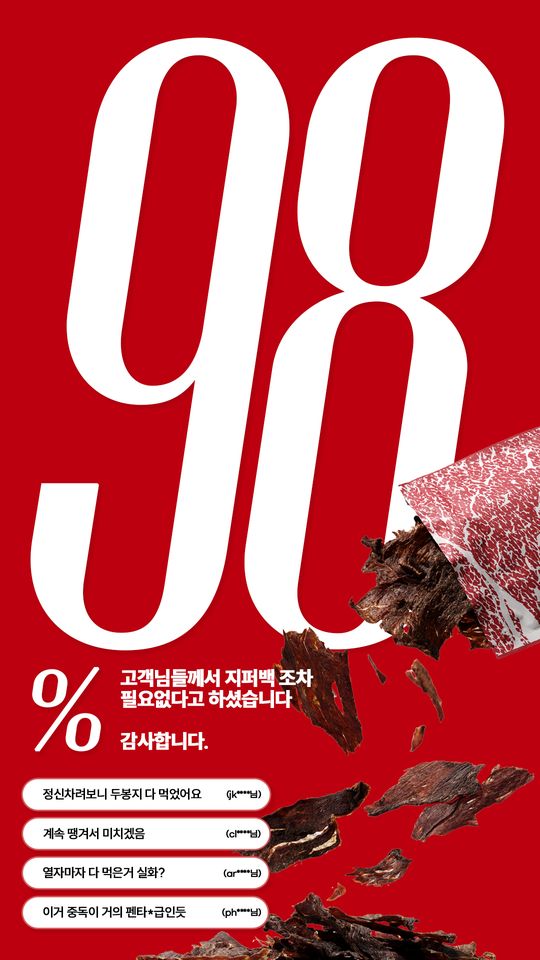 98
%
고객님들께서 지퍼백 조차
필요없다고 하셨습니다
감사합니다.
정신차려보니 두봉지 다 먹었어요 (jk****님)
계속 땡겨서 미치겠음 (cl****님)
열자마자 다 먹은거 실화? (ar****님)
이거 중독이 거의 펜타*급인듯 (ph****님)